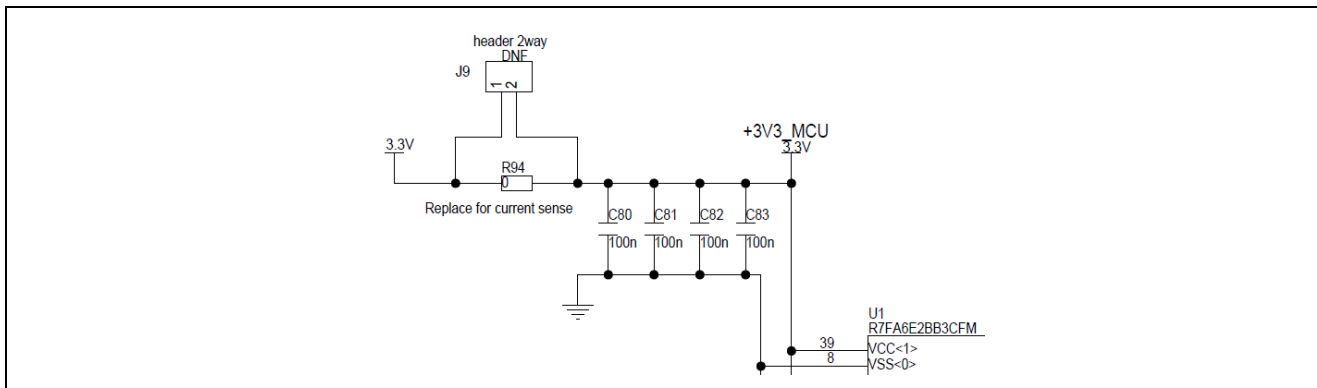 header 2way
DNF
J9
1
2
+3V3_MCU
3.3V
3.3V
R94
0
Replace for current sense
C80
C81
C82
C83
100n
100n
100n
100n
U1
R7FA6E2BB3CFM
39
VCC<1>
8
VSS<0>